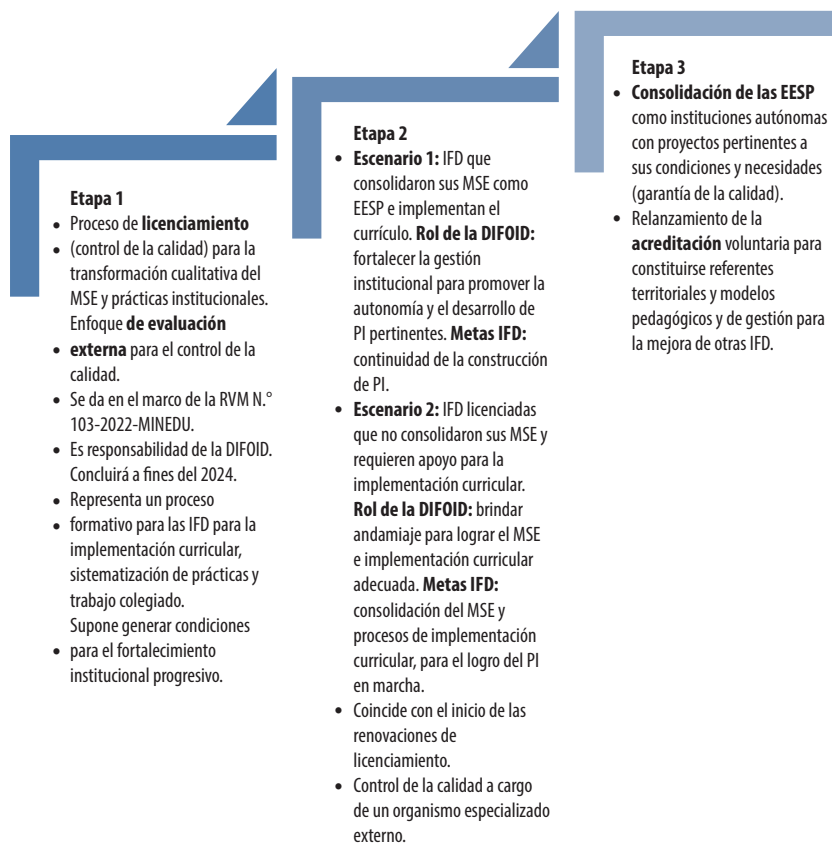 Etapa 1
• Proceso de licenciamiento
• (control de la calidad) para la
transformación cualitativa del
MSE y prácticas institucionales.
Enfoque de evaluación
• externa para el control de la
calidad.
• Se da en el marco de la RVM N.°
103-2022-MINEDU.
• Es responsabilidad de la DIFOID.
Concluirá a fines del 2024.
• Representa un proceso
• formativo para las IFD para la
implementación curricular,
sistematización de prácticas y
trabajo colegiado.
Supone generar condiciones
• para el fortalecimiento
institucional progresivo.
Etapa 2
• Escenario 1: IFD que
consolidaron sus MSE como
EESP e implementan el
currículo. Rol de la DIFOID:
fortalecer la gestión
institucional para promover la
autonomía y el desarrollo de
PI pertinentes. Metas IFD:
continuidad de la construcción
de PI.
• Escenario 2: IFD licenciadas
que no consolidaron sus MSE y
requieren apoyo para la
implementación curricular.
Rol de la DIFOID: brindar
andamiaje para lograr el MSE
e implementación curricular
adecuada. Metas IFD:
consolidación del MSE y
procesos de implementación
curricular, para el logro del PI
en marcha.
• Coincide con el inicio de las
renovaciones de
licenciamiento.
• Control de la calidad a cargo
de un organismo especializado
externo.
Etapa 3
• Consolidación de las EESP
como instituciones autónomas
con proyectos pertinentes a
sus condiciones y necesidades
(garantía de la calidad).
• Relanzamiento de la
acreditación voluntaria para
constituirse referentes
territoriales y modelos
pedagógicos y de gestión para
la mejora de otras IFD.